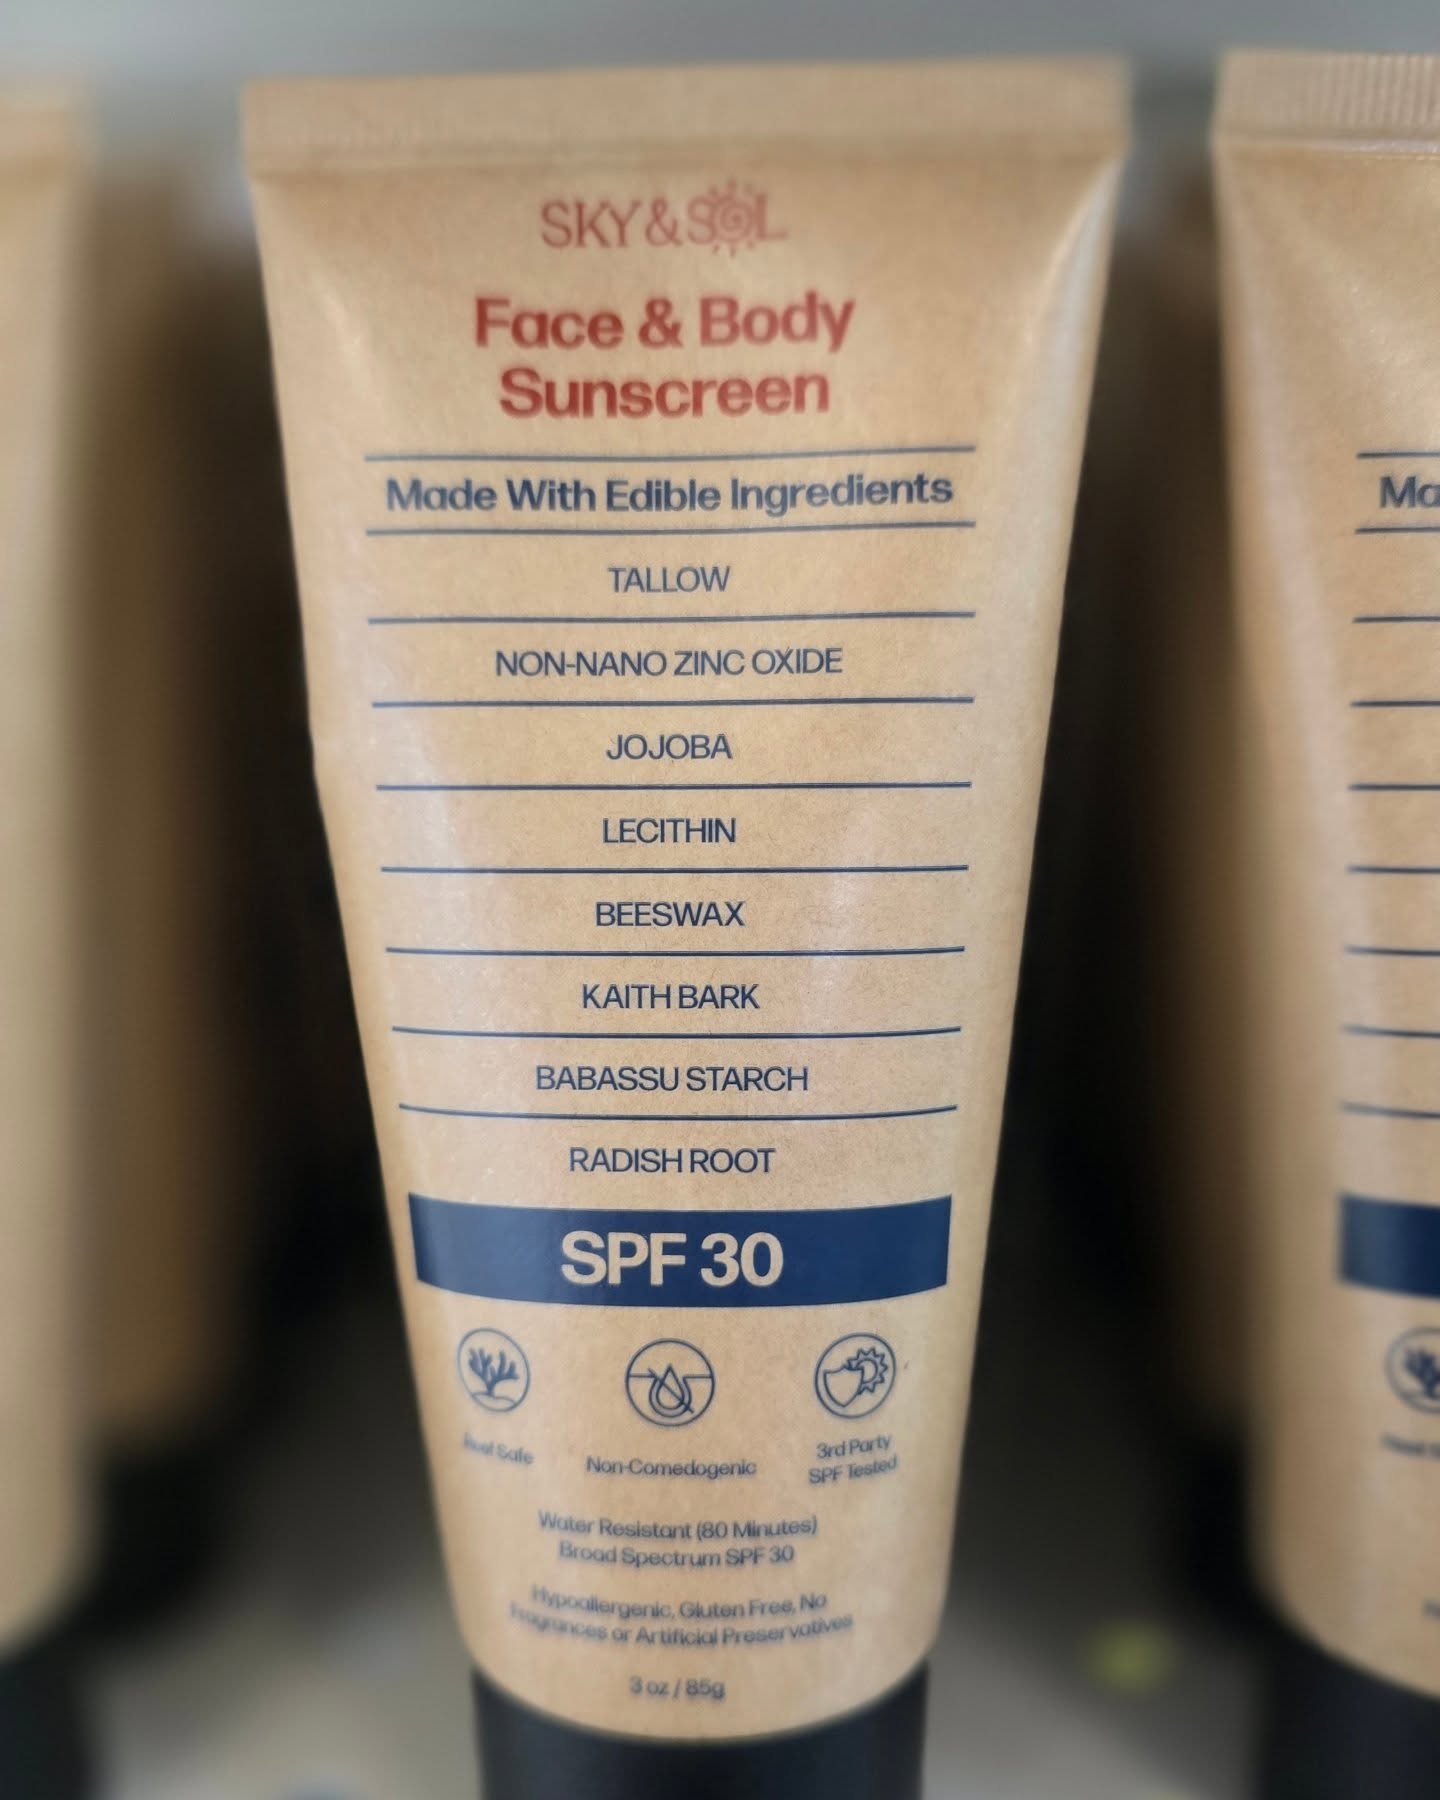 SKY&SOL
Face & Body
Sunscreen
Made With Edible Ingredients
TALLOW
NON-NANO ZINC OXIDE
JOJOBA
LECITHIN
BEESWAX
KAITH BARK
BABASSU STARCH
RADISH ROOT
SPF 30
Reef Safe
Non-Comedogenic
3rd Party
SPF Tested
Water Resistant (80 Minutes)
Broad Spectrum SPF 30
Hypoallergenic, Gluten Free, No
Fragrances or Artificial Preservatives
3 oz / 85g
Ma